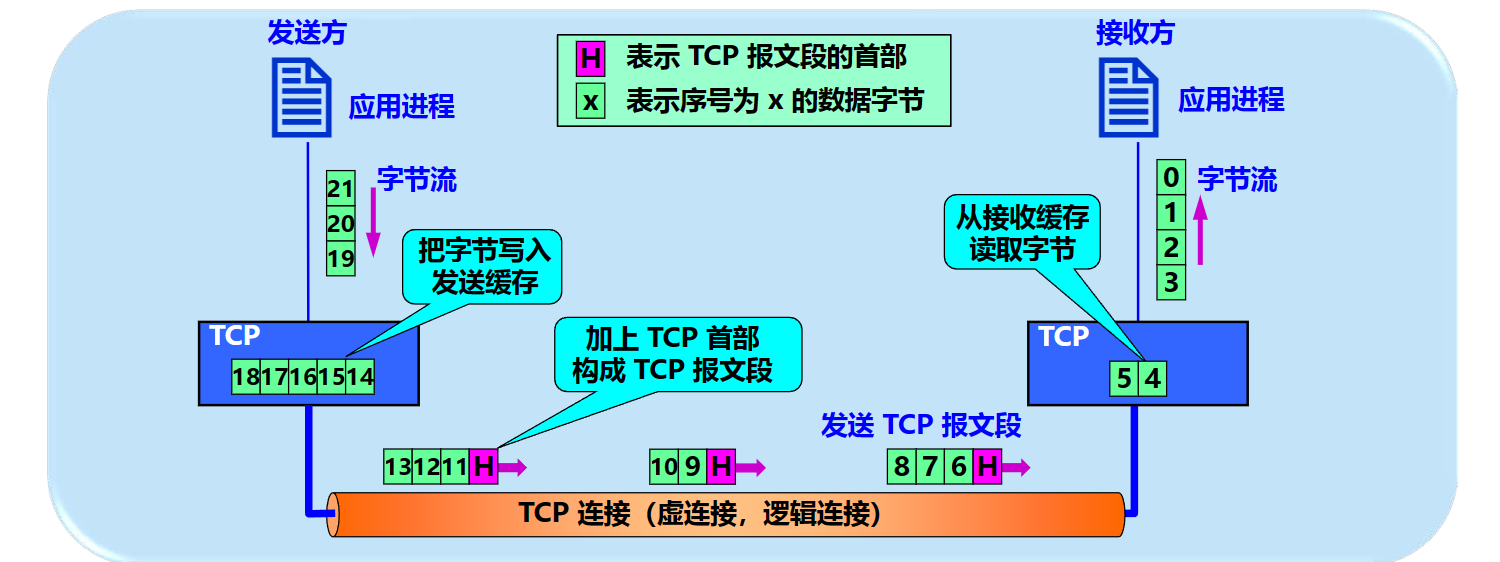 发送方
接收方
H 表示 TCP 报文段的首部
x 表示序号为 x 的数据字节
应用进程
应用进程
21
20
19
字节流
0
1
2
3
字节流
把字节写入
发送缓存
从接收缓存
读取字节
TCP
18 17 16 15 14
加上 TCP 首部
构成 TCP 报文段
TCP
5 4
发送 TCP 报文段
13 12 11 H
10 9 H
8 7 6 H
TCP 连接（虚连接，逻辑连接）